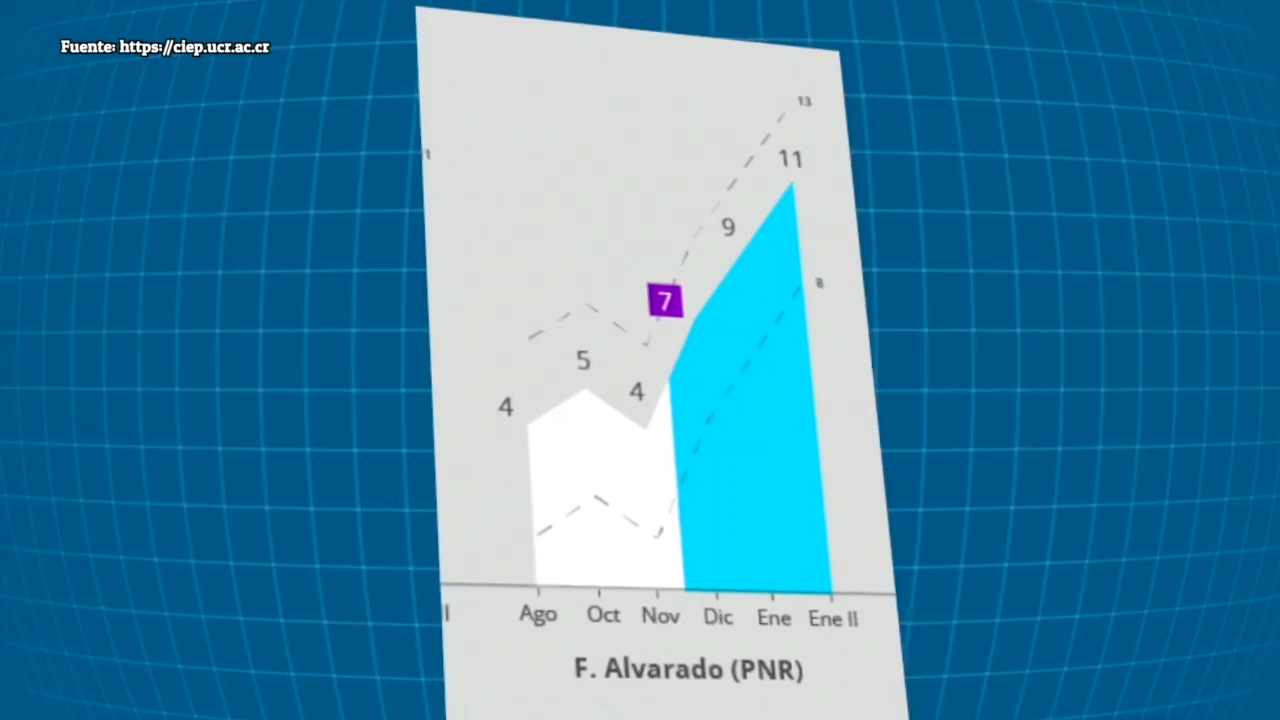 Fuente: https://ciep.ucr.ac.cr
13
11
9
8
7
5
4
4
Ago Oct Nov Dic Ene Ene II
F. Alvarado (PNR)